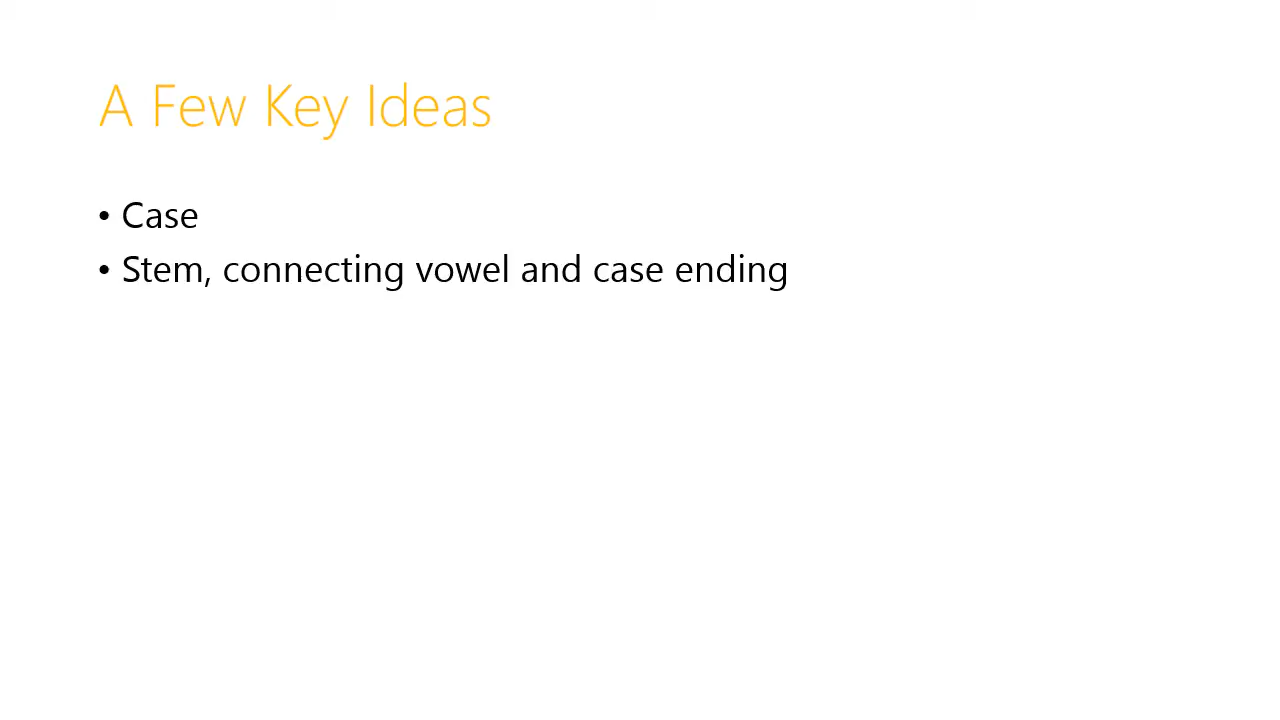 A Few Key Ideas
• Case
• Stem, connecting vowel and case ending